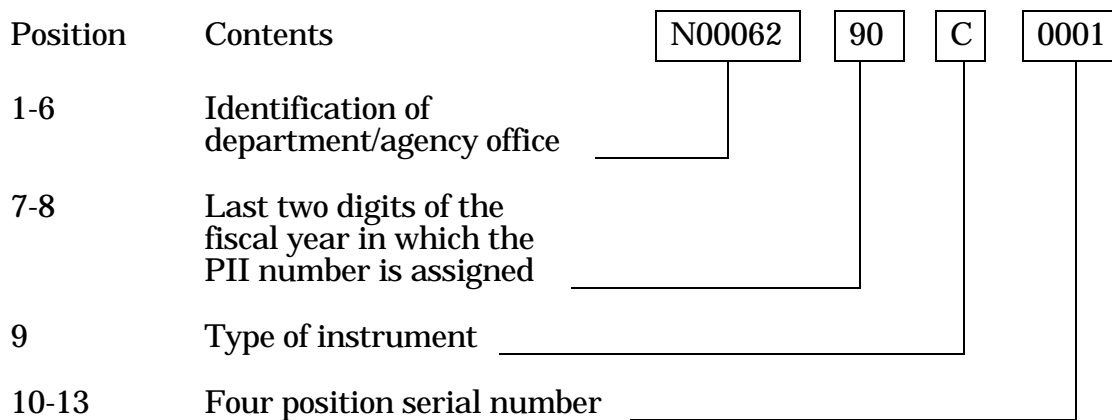 Position Contents N00062 90 C 0001
1-6 Identification of
department/agency office
7-8 Last two digits of the
fiscal year in which the
PII number is assigned
9 Type of instrument
10-13 Four position serial number